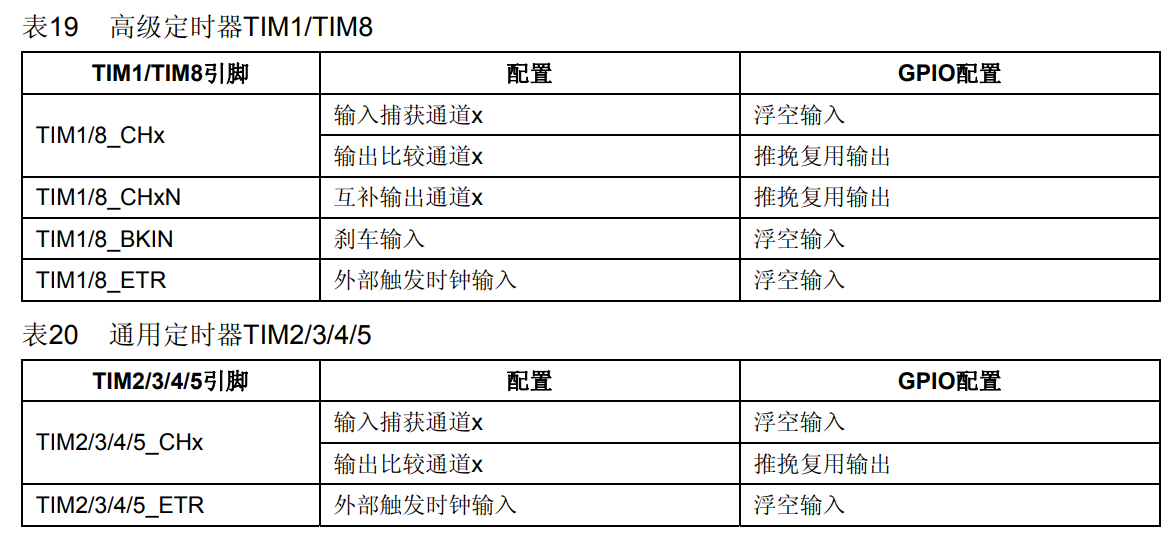 表19 高级定时器TIM1/TIM8
TIM1/TIM8引脚 配置 GPIO配置
TIM1/8_CHx 输入捕获通道x 浮空输入
输出比较通道x 推挽复用输出
TIM1/8_CHxN 互补输出通道x 推挽复用输出
TIM1/8_BKIN 刹车输入 浮空输入
TIM1/8_ETR 外部触发时钟输入 浮空输入
表20 通用定时器TIM2/3/4/5
TIM2/3/4/5引脚 配置 GPIO配置
TIM2/3/4/5_CHx 输入捕获通道x 浮空输入
输出比较通道x 推挽复用输出
TIM2/3/4/5_ETR 外部触发时钟输入 浮空输入